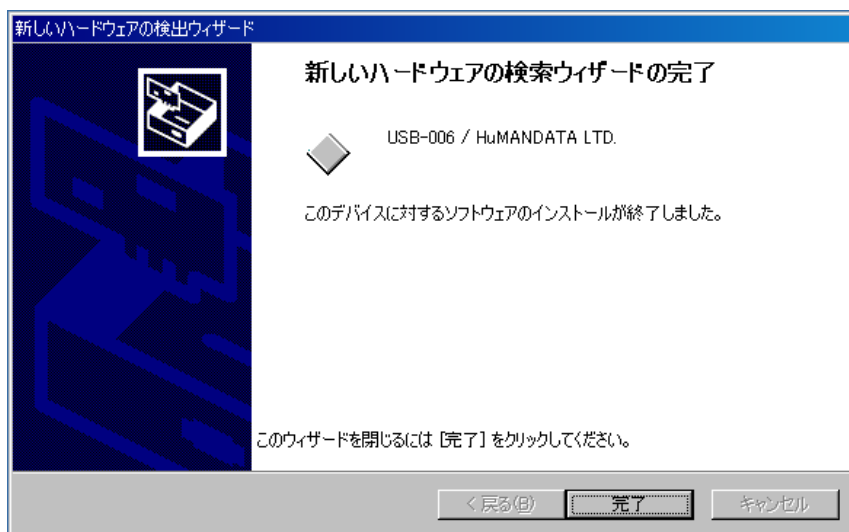 新しいハードウェアの検出ウィザード
新しいハードウェアの検索ウィザードの完了
USB-006 / HuMANDATA LTD.
このデバイスに対するソフトウェアのインストールが終了しました。
このウィザードを閉じるには [完了] をクリックしてください。
< 戻る(B) 完了 キャンセル